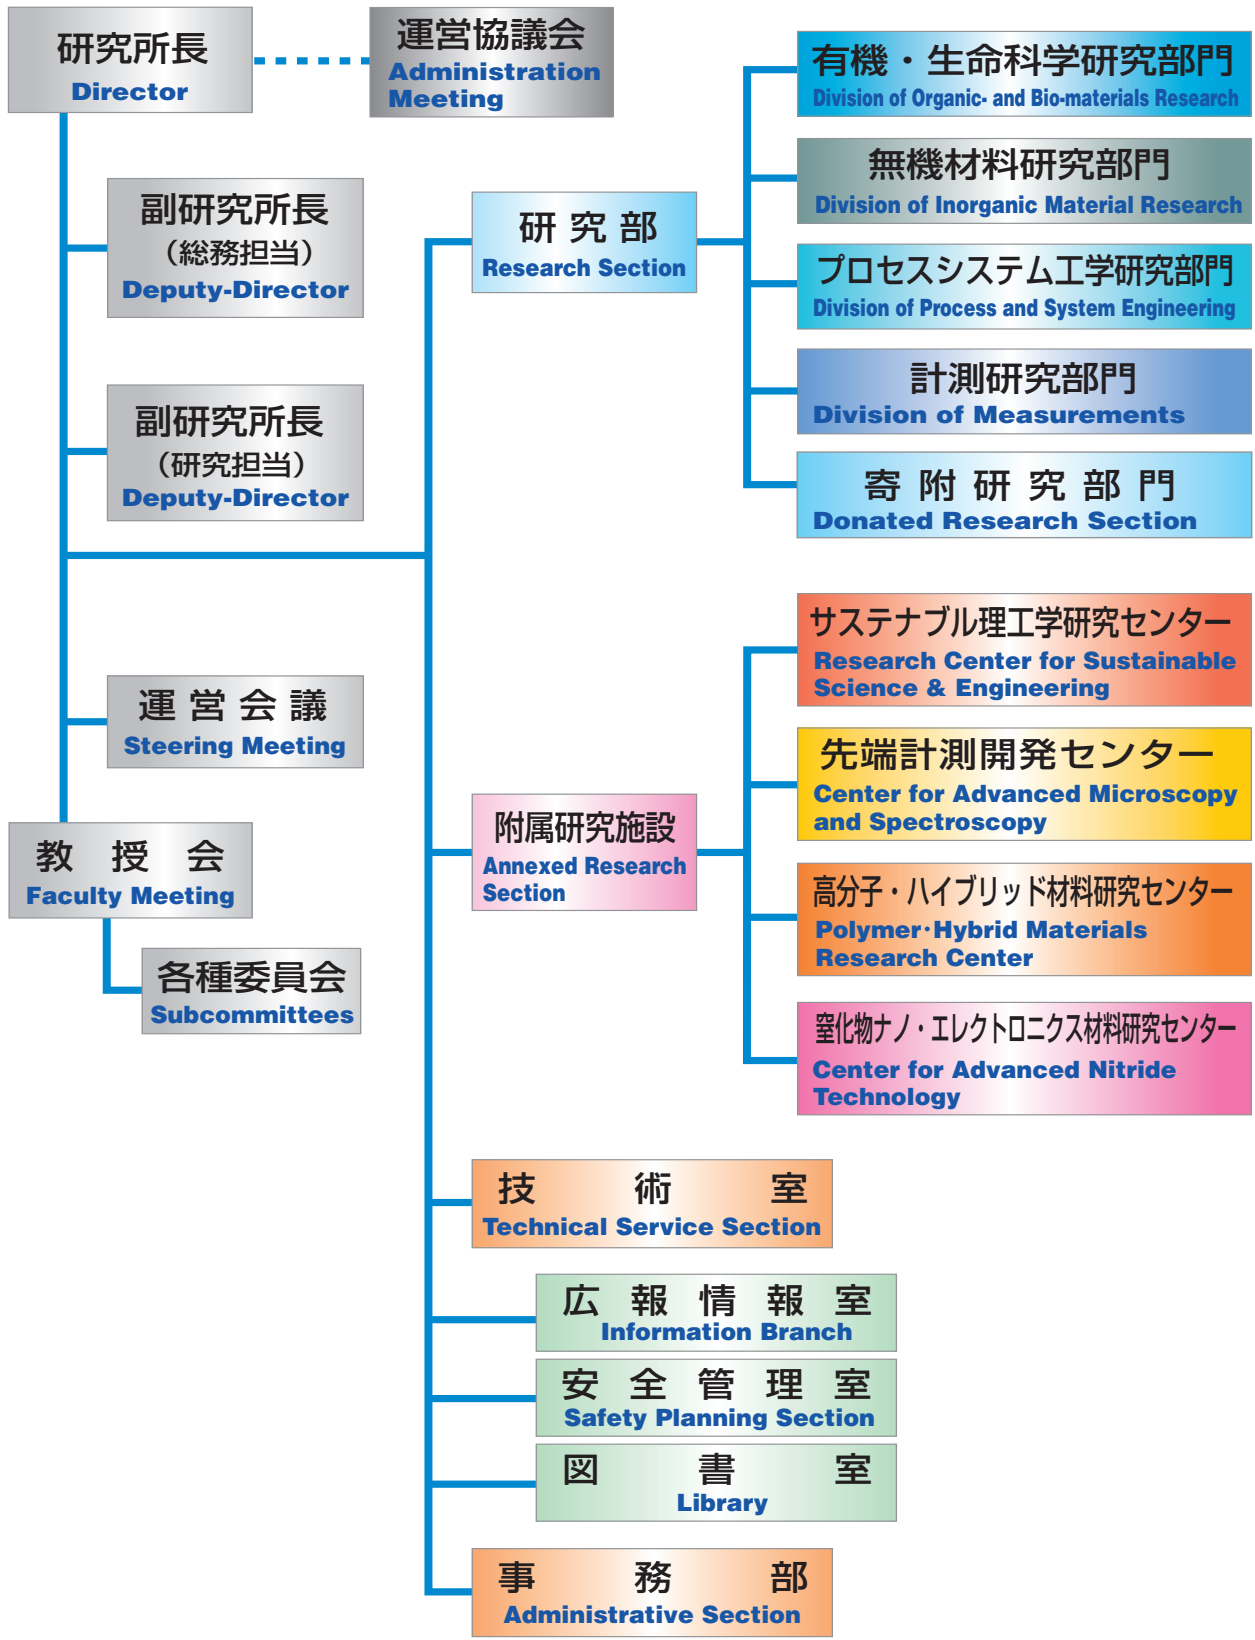 研究所長
Director
運営協議会
Administration
Meeting
副研究所長
（総務担当）
Deputy-Director
副研究所長
（研究担当）
Deputy-Director
運営会議
Steering Meeting
教授会
Faculty Meeting
各種委員会
Subcommittees
研究部
Research Section
有機・生命科学研究部門
Division of Organic- and Bio-materials Research
無機材料研究部門
Division of Inorganic Material Research
プロセスシステム工学研究部門
Division of Process and System Engineering
計測研究部門
Division of Measurements
寄附研究部門
Donated Research Section
附属研究施設
Annexed Research
Section
サステナブル理工学研究センター
Research Center for Sustainable
Science & Engineering
先端計測開発センター
Center for Advanced Microscopy
and Spectroscopy
高分子・ハイブリッド材料研究センター
Polymer･Hybrid Materials
Research Center
窒化物ナノ・エレクトロニクス材料研究センター
Center for Advanced Nitride
Technology
技術室
Technical Service Section
広報情報室
Information Branch
安全管理室
Safety Planning Section
図書室
Library
事務部
Administrative Section